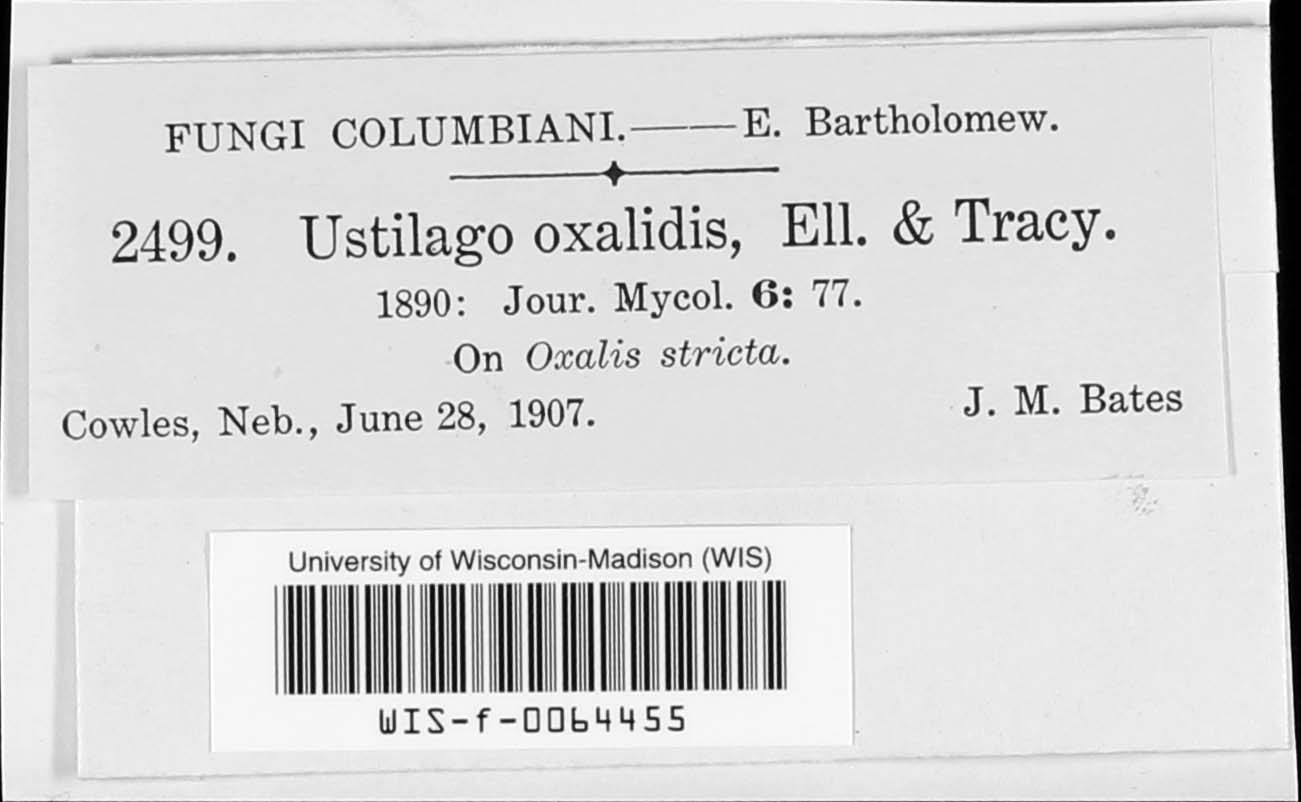 FUNGI COLUMBIANI.——E. Bartholomew.
2499. Ustilago oxalidis, Ell. & Tracy.
1890: Jour. Mycol. 6: 77.
On Oxalis stricta.
Cowles, Neb., June 28, 1907. J. M. Bates
University of Wisconsin-Madison (WIS)
WIS-f-0064455